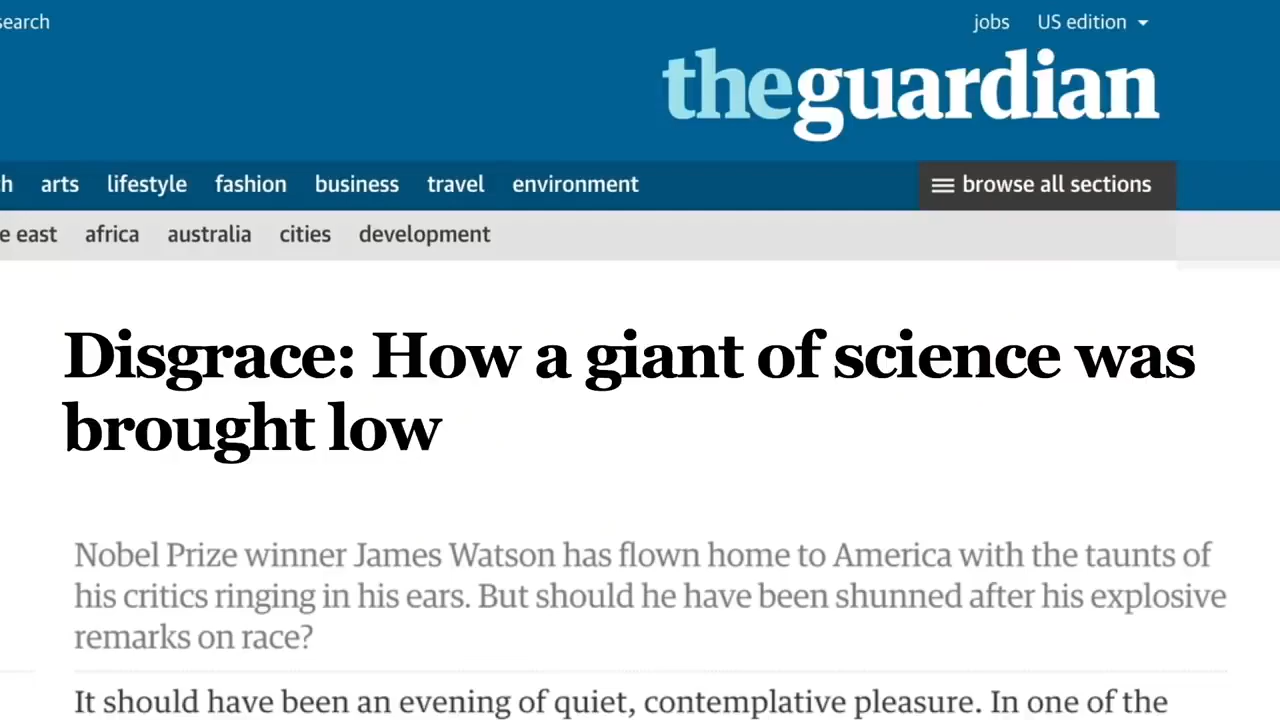 search
jobs US edition
theguardian
h arts lifestyle fashion business travel environment
browse all sections
e east africa australia cities development
Disgrace: How a giant of science was
brought low
Nobel Prize winner James Watson has flown home to America with the taunts of
his critics ringing in his ears. But should he have been shunned after his explosive
remarks on race?
It should have been an evening of quiet, contemplative pleasure. In one of the